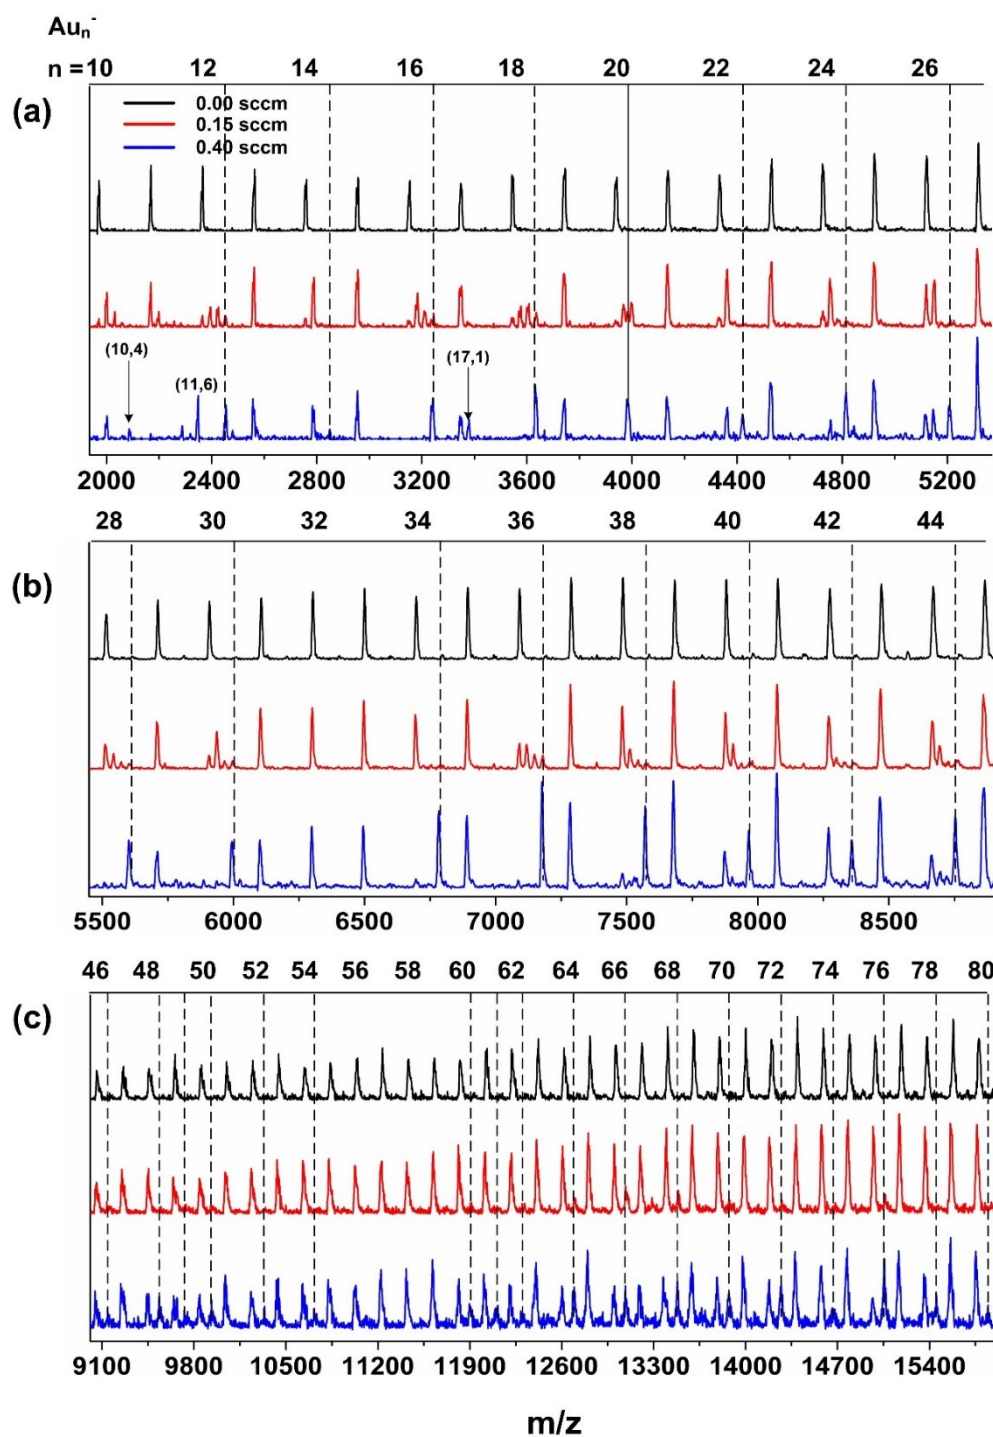 Auₙ⁻
n = 10 12 14 16 18 20 22 24 26
(a)
0.00 sccm
0.15 sccm
0.40 sccm
(10,4)
(11,6)
(17,1)
2000 2400 2800 3200 3600 4000 4400 4800 5200
28 30 32 34 36 38 40 42 44
(b)
5500 6000 6500 7000 7500 8000 8500
46 48 50 52 54 56 58 60 62 64 66 68 70 72 74 76 78 80
(c)
9100 9800 10500 11200 11900 12600 13300 14000 14700 15400
m/z